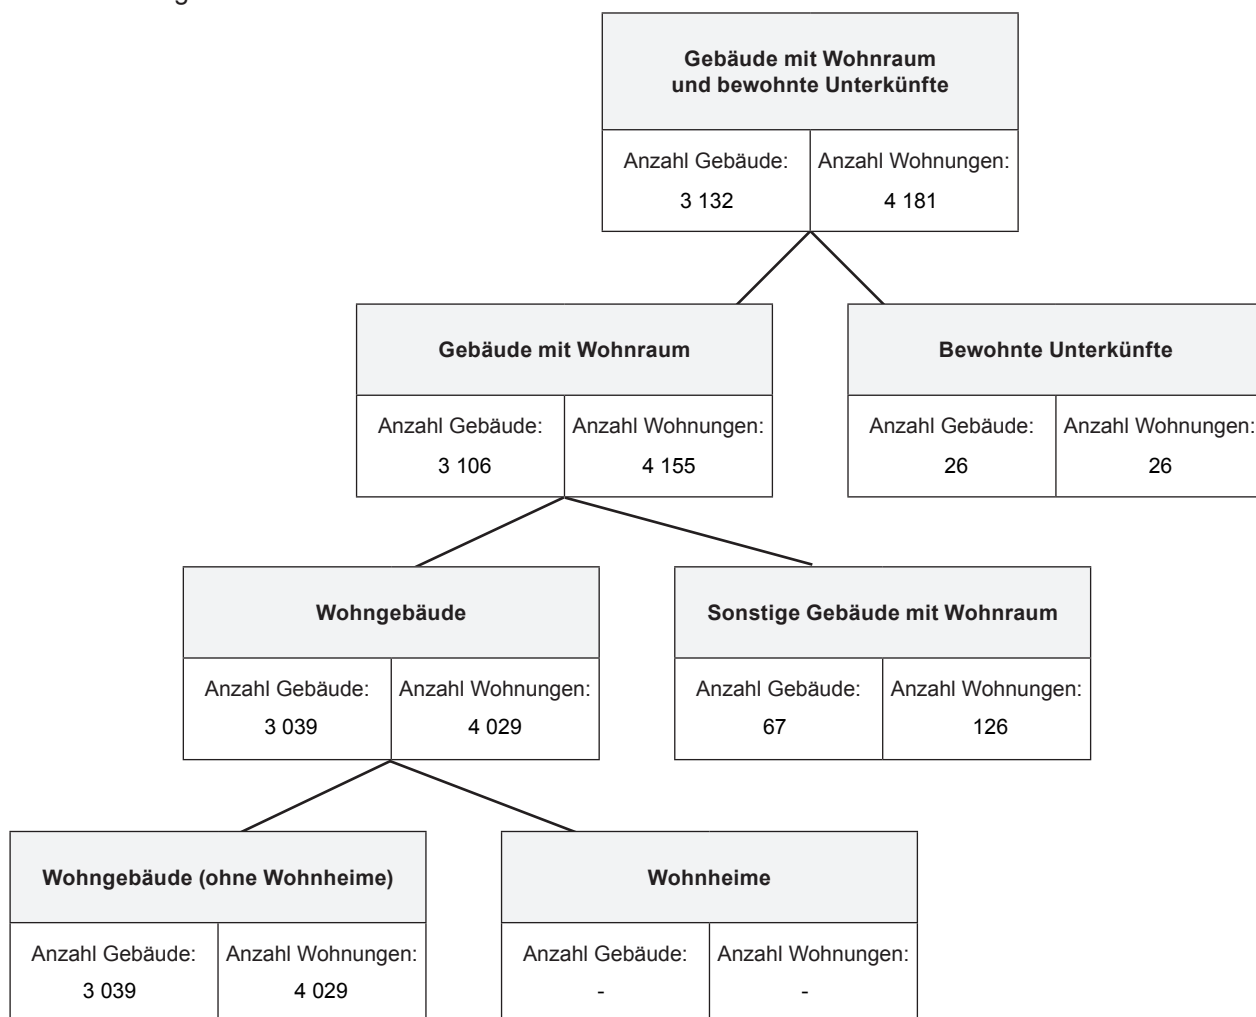 Gebäude mit Wohnraum
und bewohnte Unterkünfte
Anzahl Gebäude: Anzahl Wohnungen:
3 132 4 181
Gebäude mit Wohnraum Bewohnte Unterkünfte
Anzahl Gebäude: Anzahl Wohnungen: Anzahl Gebäude: Anzahl Wohnungen:
3 106 4 155 26 26
Wohngebäude Sonstige Gebäude mit Wohnraum
Anzahl Gebäude: Anzahl Wohnungen: Anzahl Gebäude: Anzahl Wohnungen:
3 039 4 029 67 126
Wohngebäude (ohne Wohnheime) Wohnheime
Anzahl Gebäude: Anzahl Wohnungen: Anzahl Gebäude: Anzahl Wohnungen:
3 039 4 029 - -